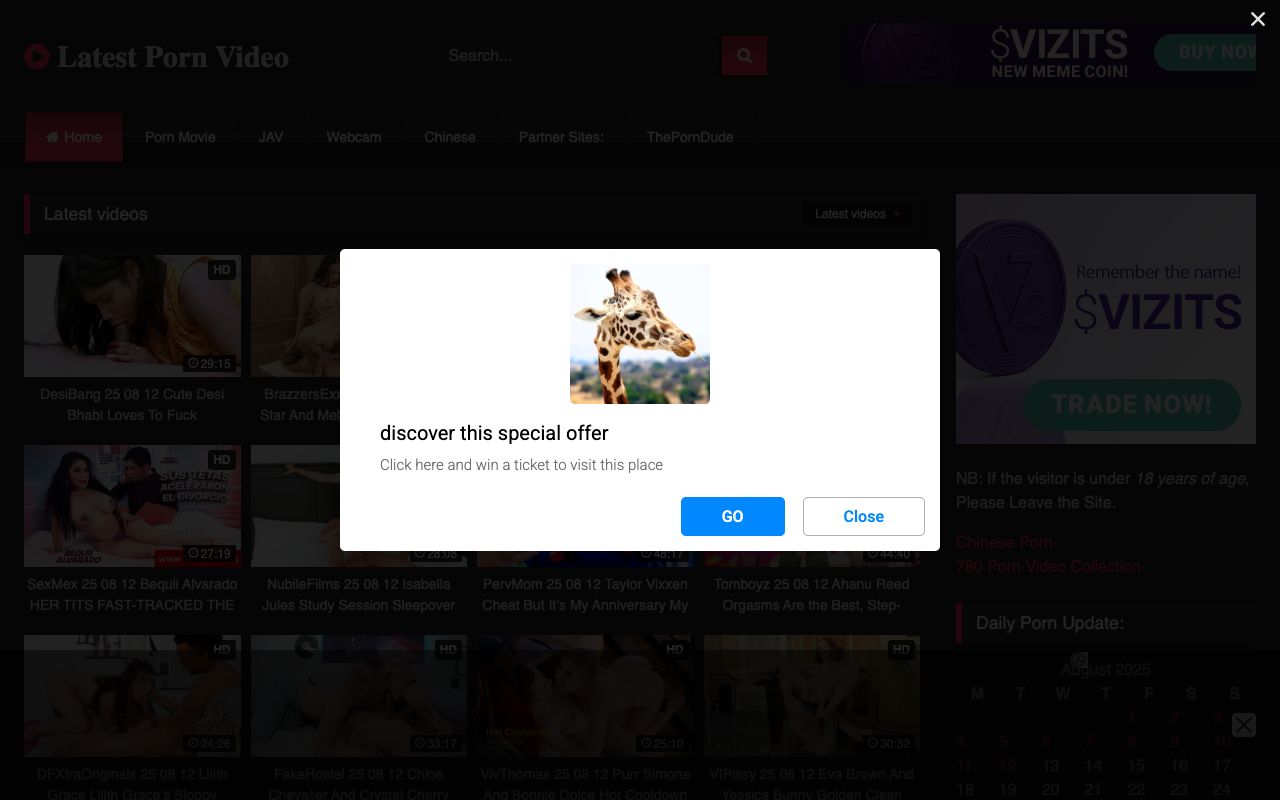 Latest Porn Video
Search...
$VIZITS
NEW MEME COIN!
BUY NOW
Home
Porn Movie
JAV
Webcam
Chinese
Partner Sites:
ThePornDude
Latest videos
Latest videos
HD
29:15
DesiBang 25 08 12 Cute Desi
Bhabi Loves To Fuck
BrazzersEx
Star And Mel
discover this special offer
Click here and win a ticket to visit this place
GO
Close
Remember the name!
$VIZITS
TRADE NOW!
NB: If the visitor is under 18 years of age,
Please Leave the Site.
Chinese Porn
780 Porn Video Collection
HD
SUS TETAS
ACELERARON
EL DIVORCIO
BEQUII
ALVARADO
www.
27:19
28:08
48:17
44:40
SexMex 25 08 12 Bequii Alvarado
HER TITS FAST-TRACKED THE
NubileFilms 25 08 12 Isabella
Jules Study Session Sleepover
PervMom 25 08 12 Taylor Vixxen
Cheat But It's My Anniversary My
Tomboyz 25 08 12 Ahanu Reed
Orgasms Are the Best, Step-
Daily Porn Update:
HD
24:26
HD
33:17
HD
Hot Cooldown
25:10
HD
30:32
DFXtraOriginals 25 08 12 Lilith
Grace Lilith Grace's Sloppy
FakeHostel 25 08 12 Chloe
Chevalier And Crystal Cherry
VivThomas 25 08 12 Purr Simona
And Bonnie Dolce Hot Cooldown
VIPissy 25 08 12 Eva Brown And
Yessica Bunny Golden Clean
August 2025
M T W T F S S
1 2 3
4 5 6 7 8 9 10
11 12 13 14 15 16 17
18 19 20 21 22 23 24